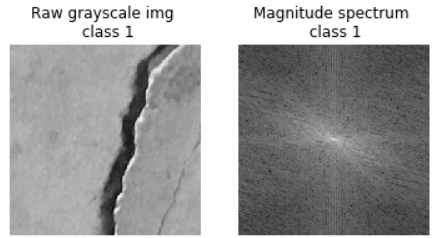 Raw grayscale img
class 1
Magnitude spectrum
class 1